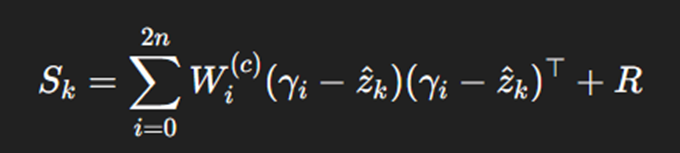 $S_k = \sum_{i=0}^{2n} W_i^{(c)} (\gamma_i - \hat{z}_k)(\gamma_i - \hat{z}_k)^\top + R$